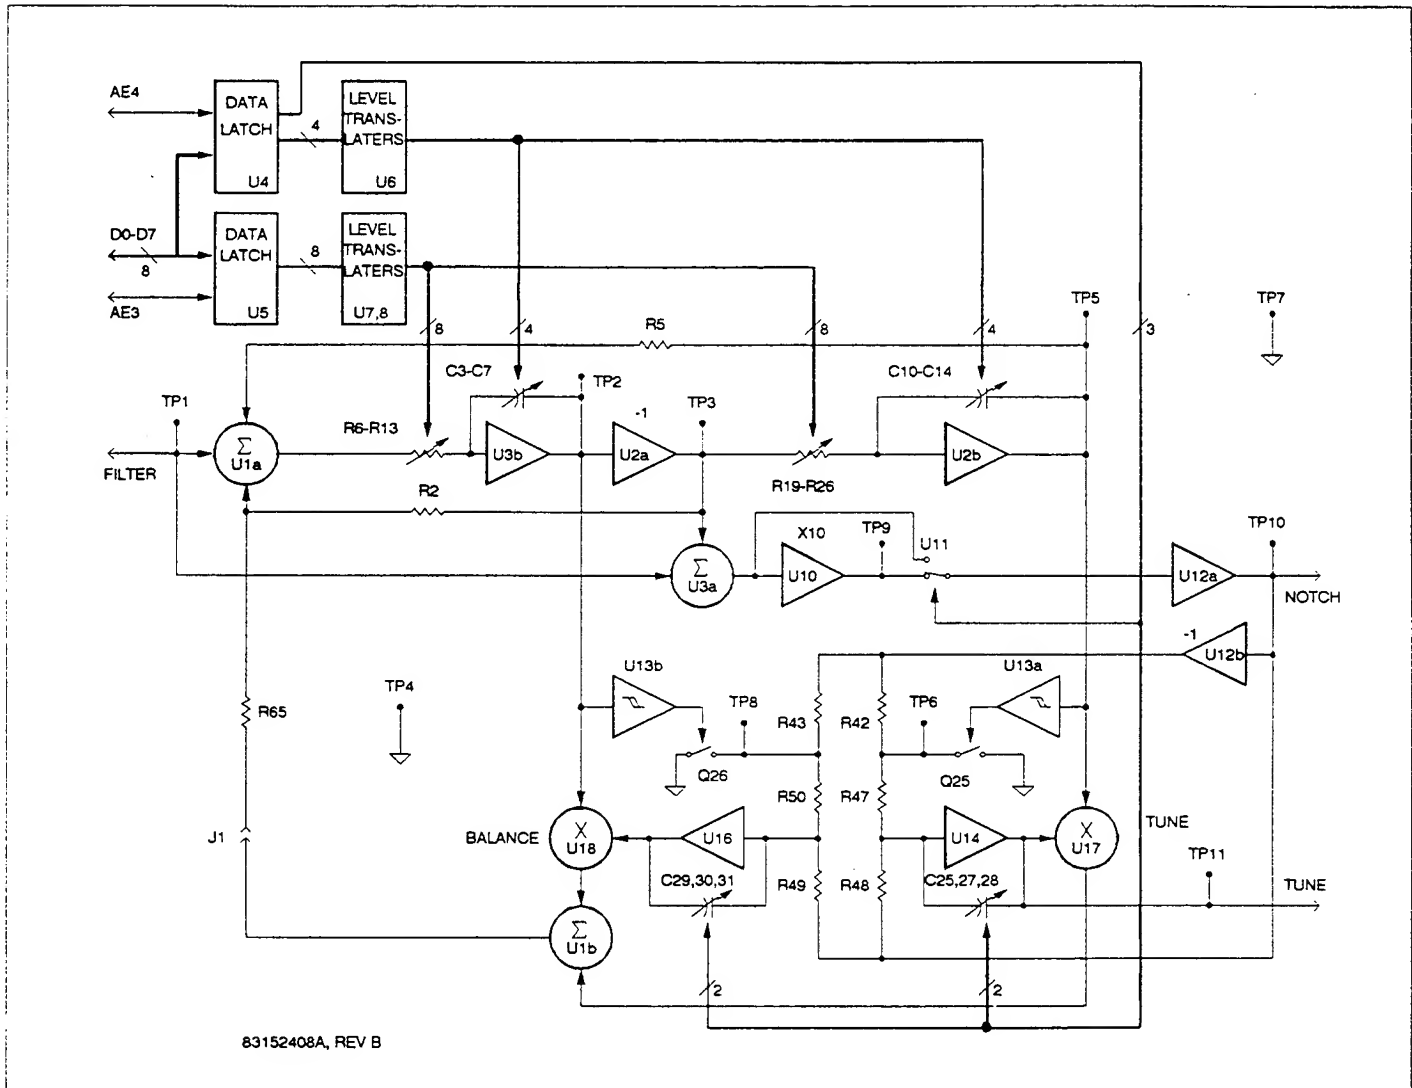 AE4
DATA
LATCH
U4
4
LEVEL
TRANS-
LATERS
U6
D0-D7
8
DATA
LATCH
U5
8
LEVEL
TRANS-
LATERS
U7,8
AE3
8
4
8
4
3
TP5
TP7
R5
C3-C7
TP2
C10-C14
TP1
R6-R13
-1
TP3
Σ
U1a
U3b
U2a
U2b
FILTER
R19-R26
R2
X10
TP9
U11
TP10
Σ
U3a
U10
U12a
NOTCH
-1
U12b
U13b
U13a
TP4
R65
TP8
R43
R42
TP6
Q26
Q25
R50
R47
J1
BALANCE
X
U18
U16
U14
X
U17
TUNE
TP11
C29,30,31
R49
R48
C25,27,28
TUNE
Σ
U1b
2
2
83152408A, REV B